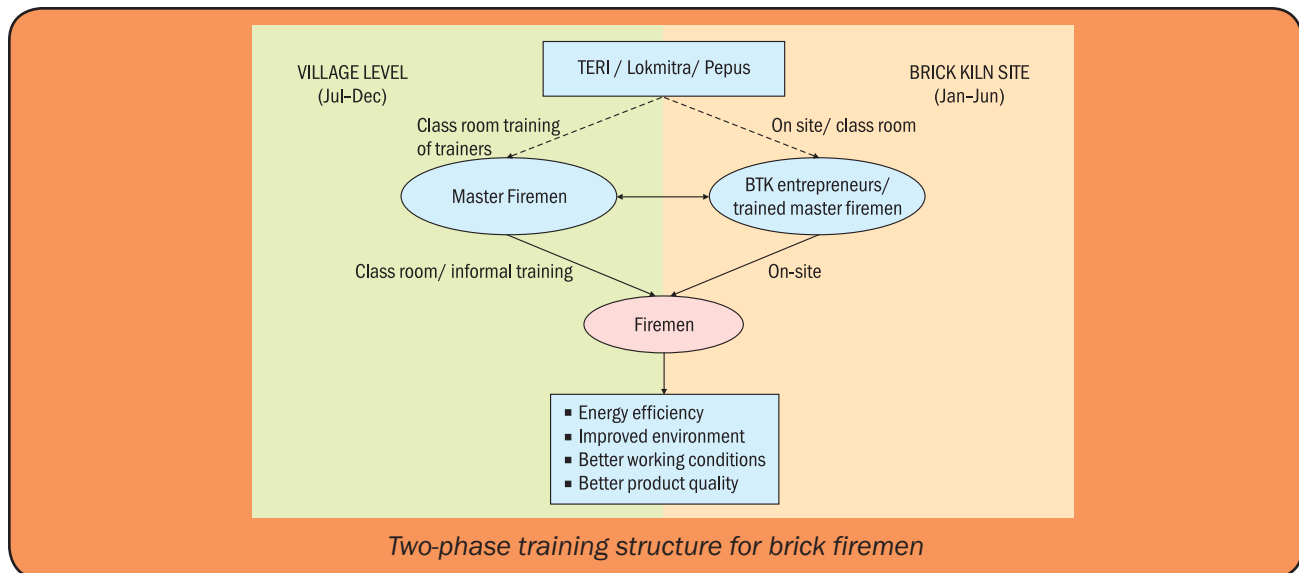 TERI / Lokmitra/ Pepus
VILLAGE LEVEL
(Jul–Dec)
BRICK KILN SITE
(Jan–Jun)
Class room training
of trainers
On site/ class room
Master Firemen
BTK entrepreneurs/
trained master firemen
Class room/ informal training
On-site
Firemen
▪ Energy efficiency
▪ Improved environment
▪ Better working conditions
▪ Better product quality
Two-phase training structure for brick firemen